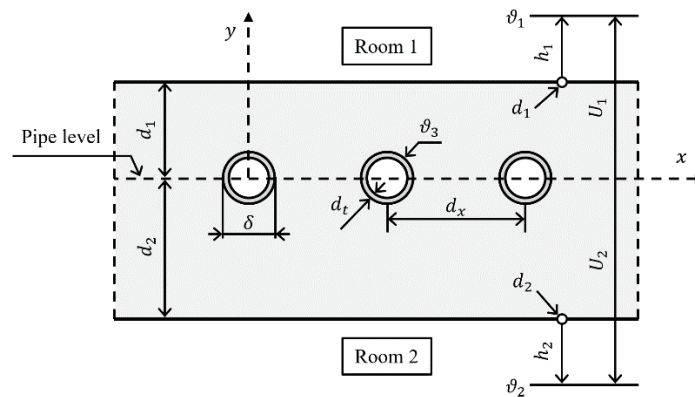 ϑ₁
y
Room 1
h₁
d₁
d₁
U₁
Pipe level
ϑ₃
x
dₜ
dₓ
δ
d₂
U₂
d₂
Room 2
h₂
ϑ₂